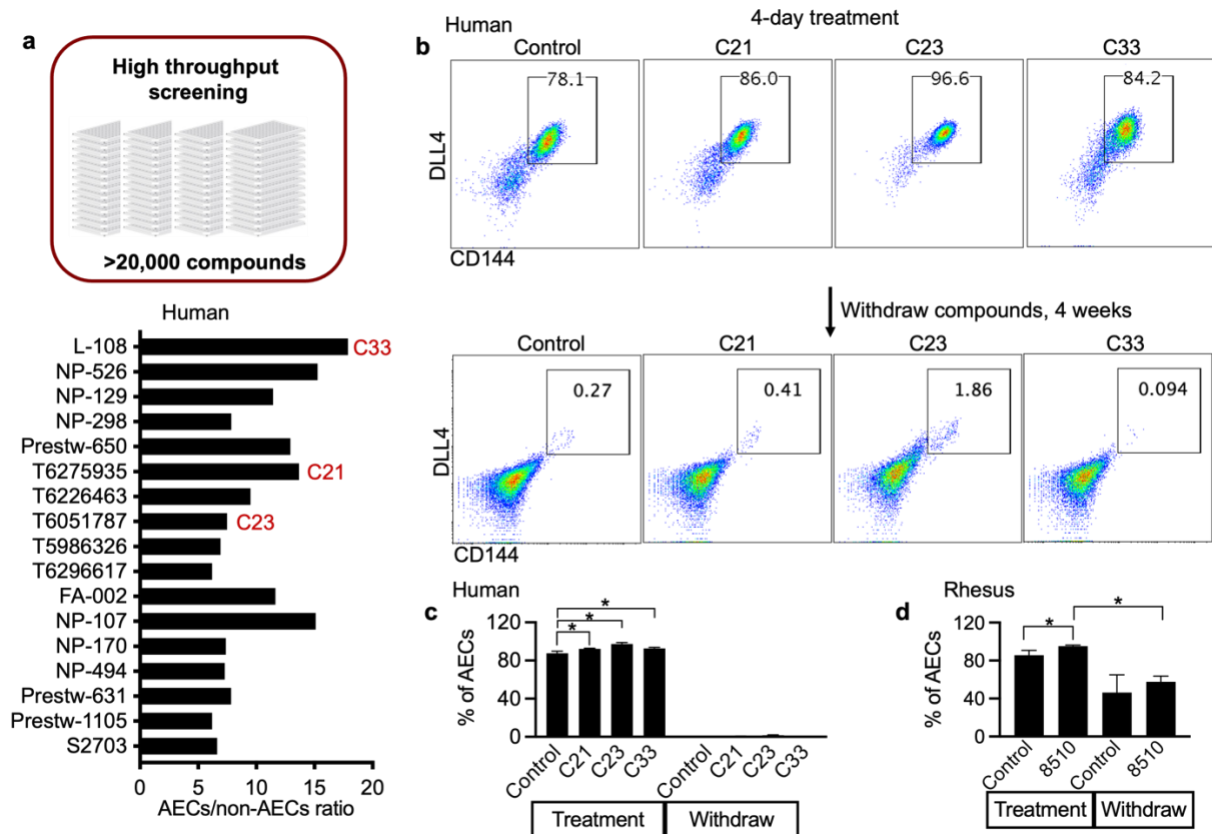 a
High throughput
screening
>20,000 compounds
Human
L-108
NP-526
NP-129
NP-298
Prestw-650
T6275935
T6226463
T6051787
T5986326
T6296617
FA-002
NP-107
NP-170
NP-494
Prestw-631
Prestw-1105
S2703
C33
C21
C23
0 5 10 15 20
AECs/non-AECs ratio
b
Human
4-day treatment
Control C21 C23 C33
78.1 86.0 96.6 84.2
DLL4
CD144
Withdraw compounds, 4 weeks
Control C21 C23 C33
0.27 0.41 1.86 0.094
DLL4
CD144
c
Human
% of AECs
120
80
40
0
* * *
Control C21 C23 C33 Control C21 C23 C33
Treatment Withdraw
d
Rhesus
% of AECs
120
80
40
0
* *
Control 8510 Control 8510
Treatment Withdraw